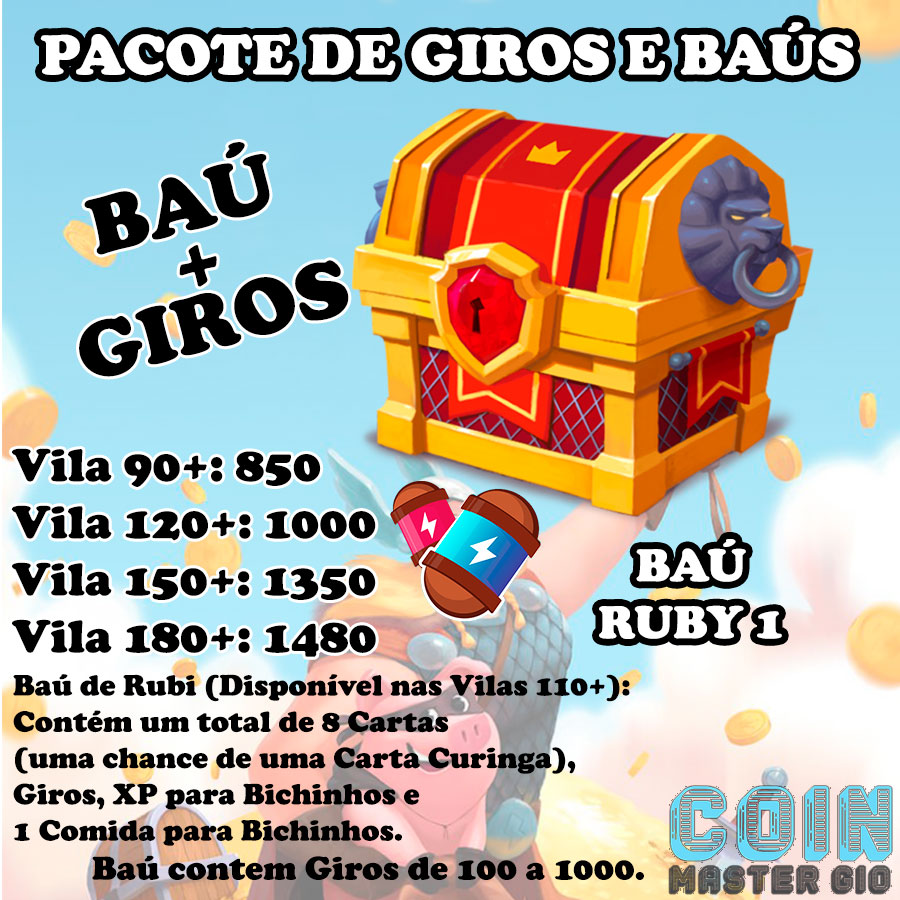 PACOTE DE GIROS E BAÚS
BAÚ
+
GIROS
Vila 90+: 850
Vila 120+: 1000
Vila 150+: 1350
Vila 180+: 1480
BAÚ
RUBY 1
Baú de Rubi (Disponível nas Vilas 110+):
Contém um total de 8 Cartas
(uma chance de uma Carta Curinga),
Giros, XP para Bichinhos e
1 Comida para Bichinhos.
Baú contem Giros de 100 a 1000.
COIN
MASTER GIO